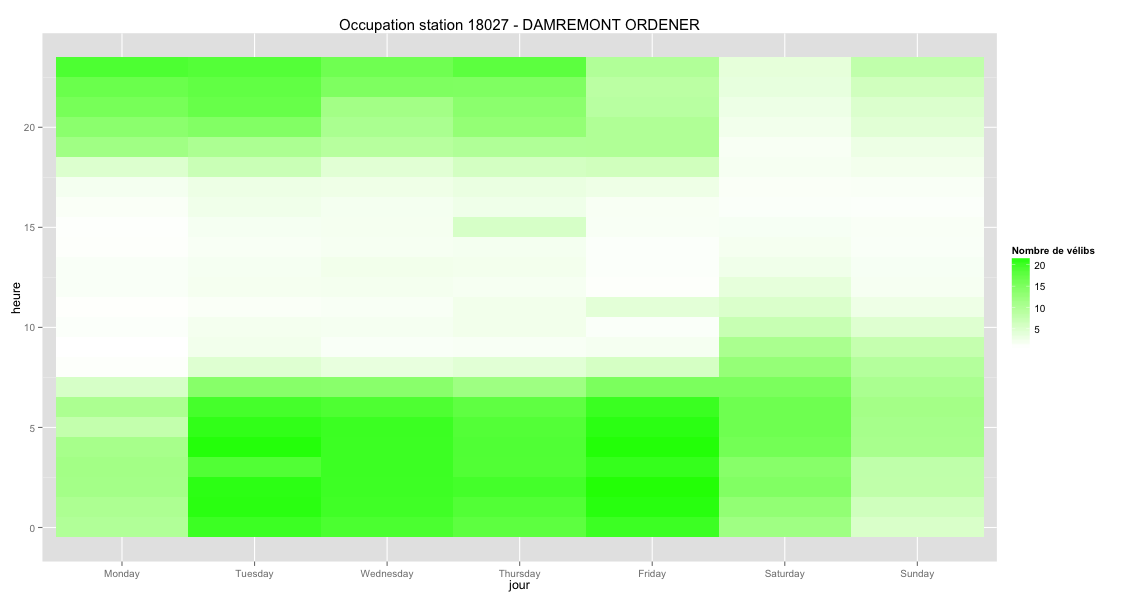 Occupation station 18027 - DAMREMONT ORDENER
heure
20
15
10
5
0
Monday Tuesday Wednesday Thursday Friday Saturday Sunday
jour
Nombre de vélibs
20
15
10
5